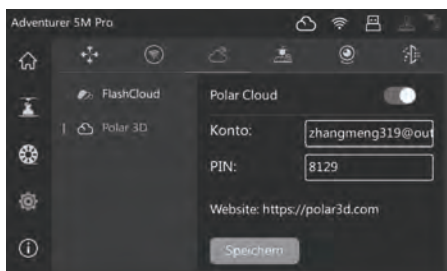 Adventurer 5M Pro
FlashCloud
Polar Cloud
Polar 3D
Konto:
zhangmeng319@out
PIN:
8129
Website: https://polar3d.com
Speichern